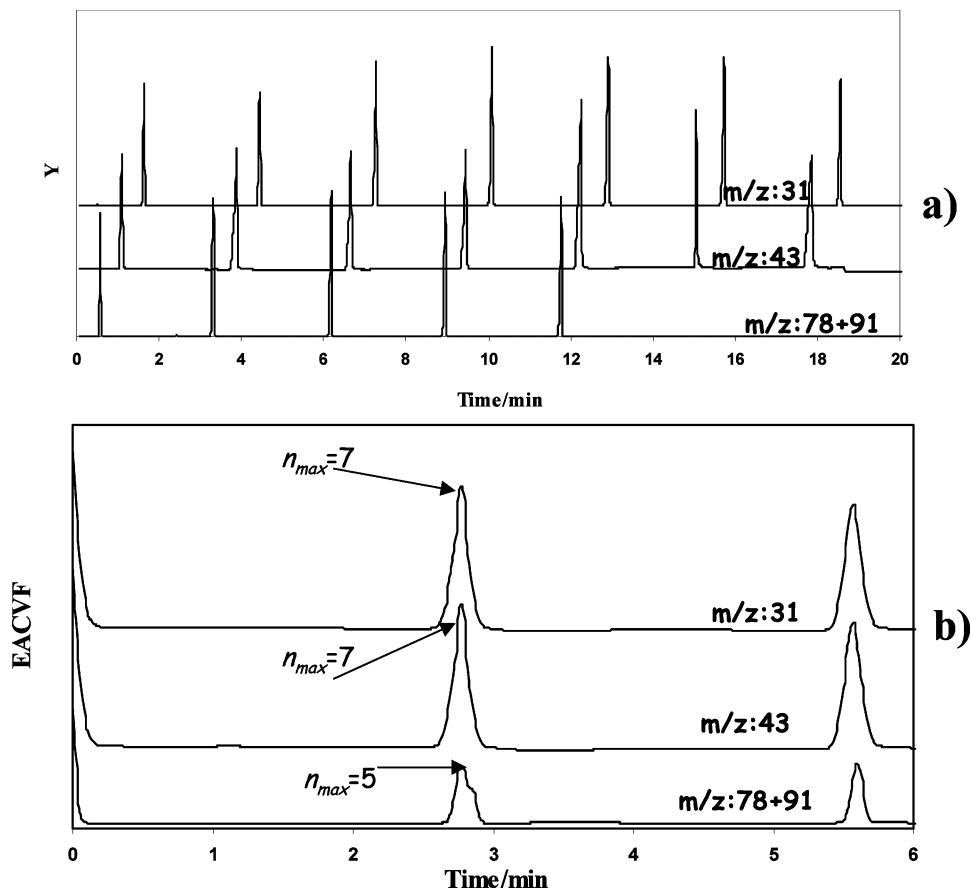 Y
m/z:31
a)
m/z:43
m/z:78+91
0 2 4 6 8 10 12 14 16 18 20
Time/min
n_max=7
EACVF
m/z:31
b)
n_max=7
m/z:43
n_max=5
m/z:78+91
0 1 2 3 4 5 6
Time/min